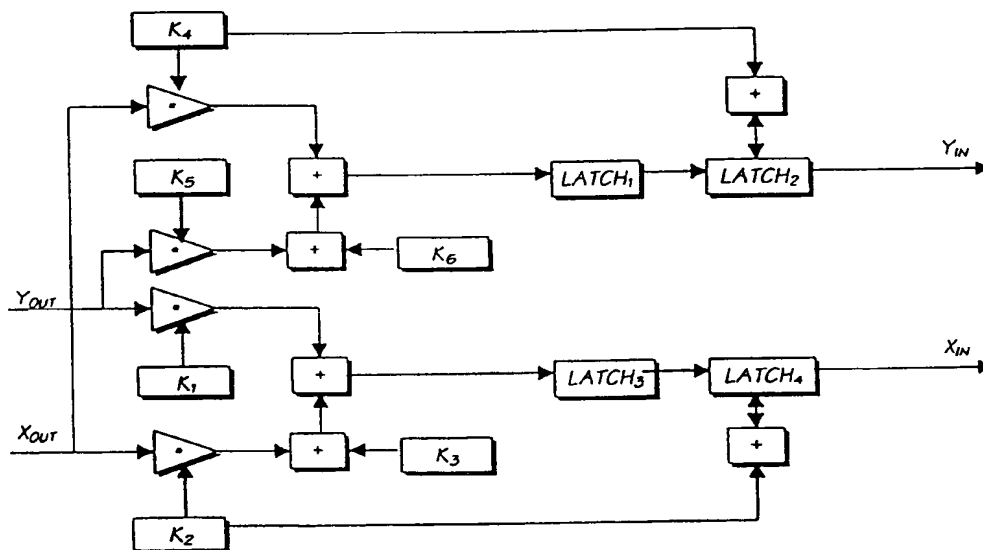 K4
+
K5
+
LATCH1
LATCH2
YIN
+
K6
YOUT
K1
+
LATCH3
LATCH4
XIN
XOUT
+
K3
+
K2